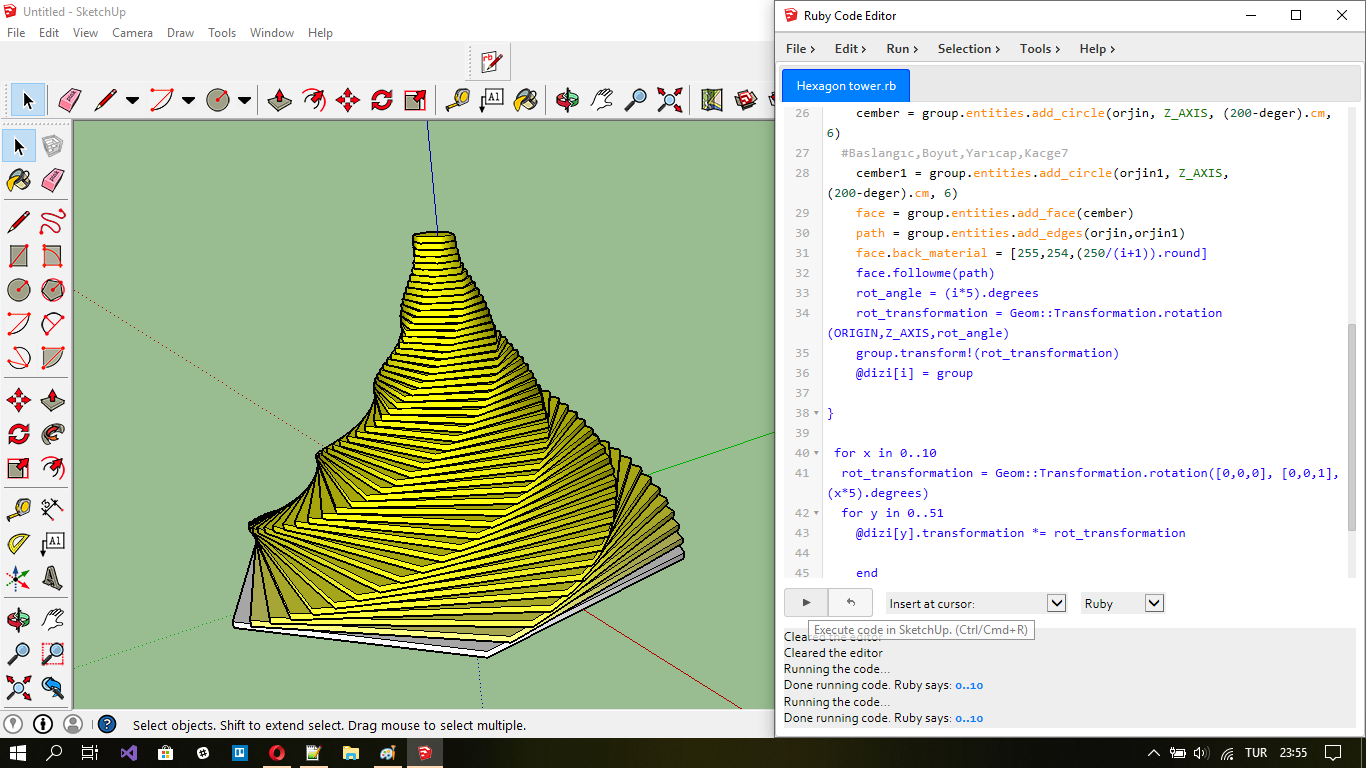 Untitled - SketchUp
File Edit View Camera Draw Tools Window Help
rb
A1
A1
Select objects. Shift to extend select. Drag mouse to select multiple.
Ruby Code Editor
File > Edit > Run > Selection > Tools > Help >
Hexagon tower.rb
26 cember = group.entities.add_circle(orjin, Z_AXIS, (200-deger).cm,
6)
27 #Baslangıc,Boyut,Yarıcap,Kacge7
28 cember1 = group.entities.add_circle(orjin1, Z_AXIS,
(200-deger).cm, 6)
29 face = group.entities.add_face(cember)
30 path = group.entities.add_edges(orjin,orjin1)
31 face.back_material = [255,254,(250/(i+1)).round]
32 face.followme(path)
33 rot_angle = (i*5).degrees
34 rot_transformation = Geom::Transformation.rotation
(ORIGIN,Z_AXIS,rot_angle)
35 group.transform!(rot_transformation)
36 @dizi[i] = group
37
38 }
39
40 for x in 0..10
41 rot_transformation = Geom::Transformation.rotation([0,0,0], [0,0,1],
(x*5).degrees)
42 for y in 0..51
43 @dizi[y].transformation *= rot_transformation
44
45 end
Insert at cursor: Ruby
Execute code in SketchUp. (Ctrl/Cmd+R)
Cleared the editor
Cleared the editor
Running the code...
Done running code. Ruby says: 0..10
Running the code...
Done running code. Ruby says: 0..10
TUR 23:55